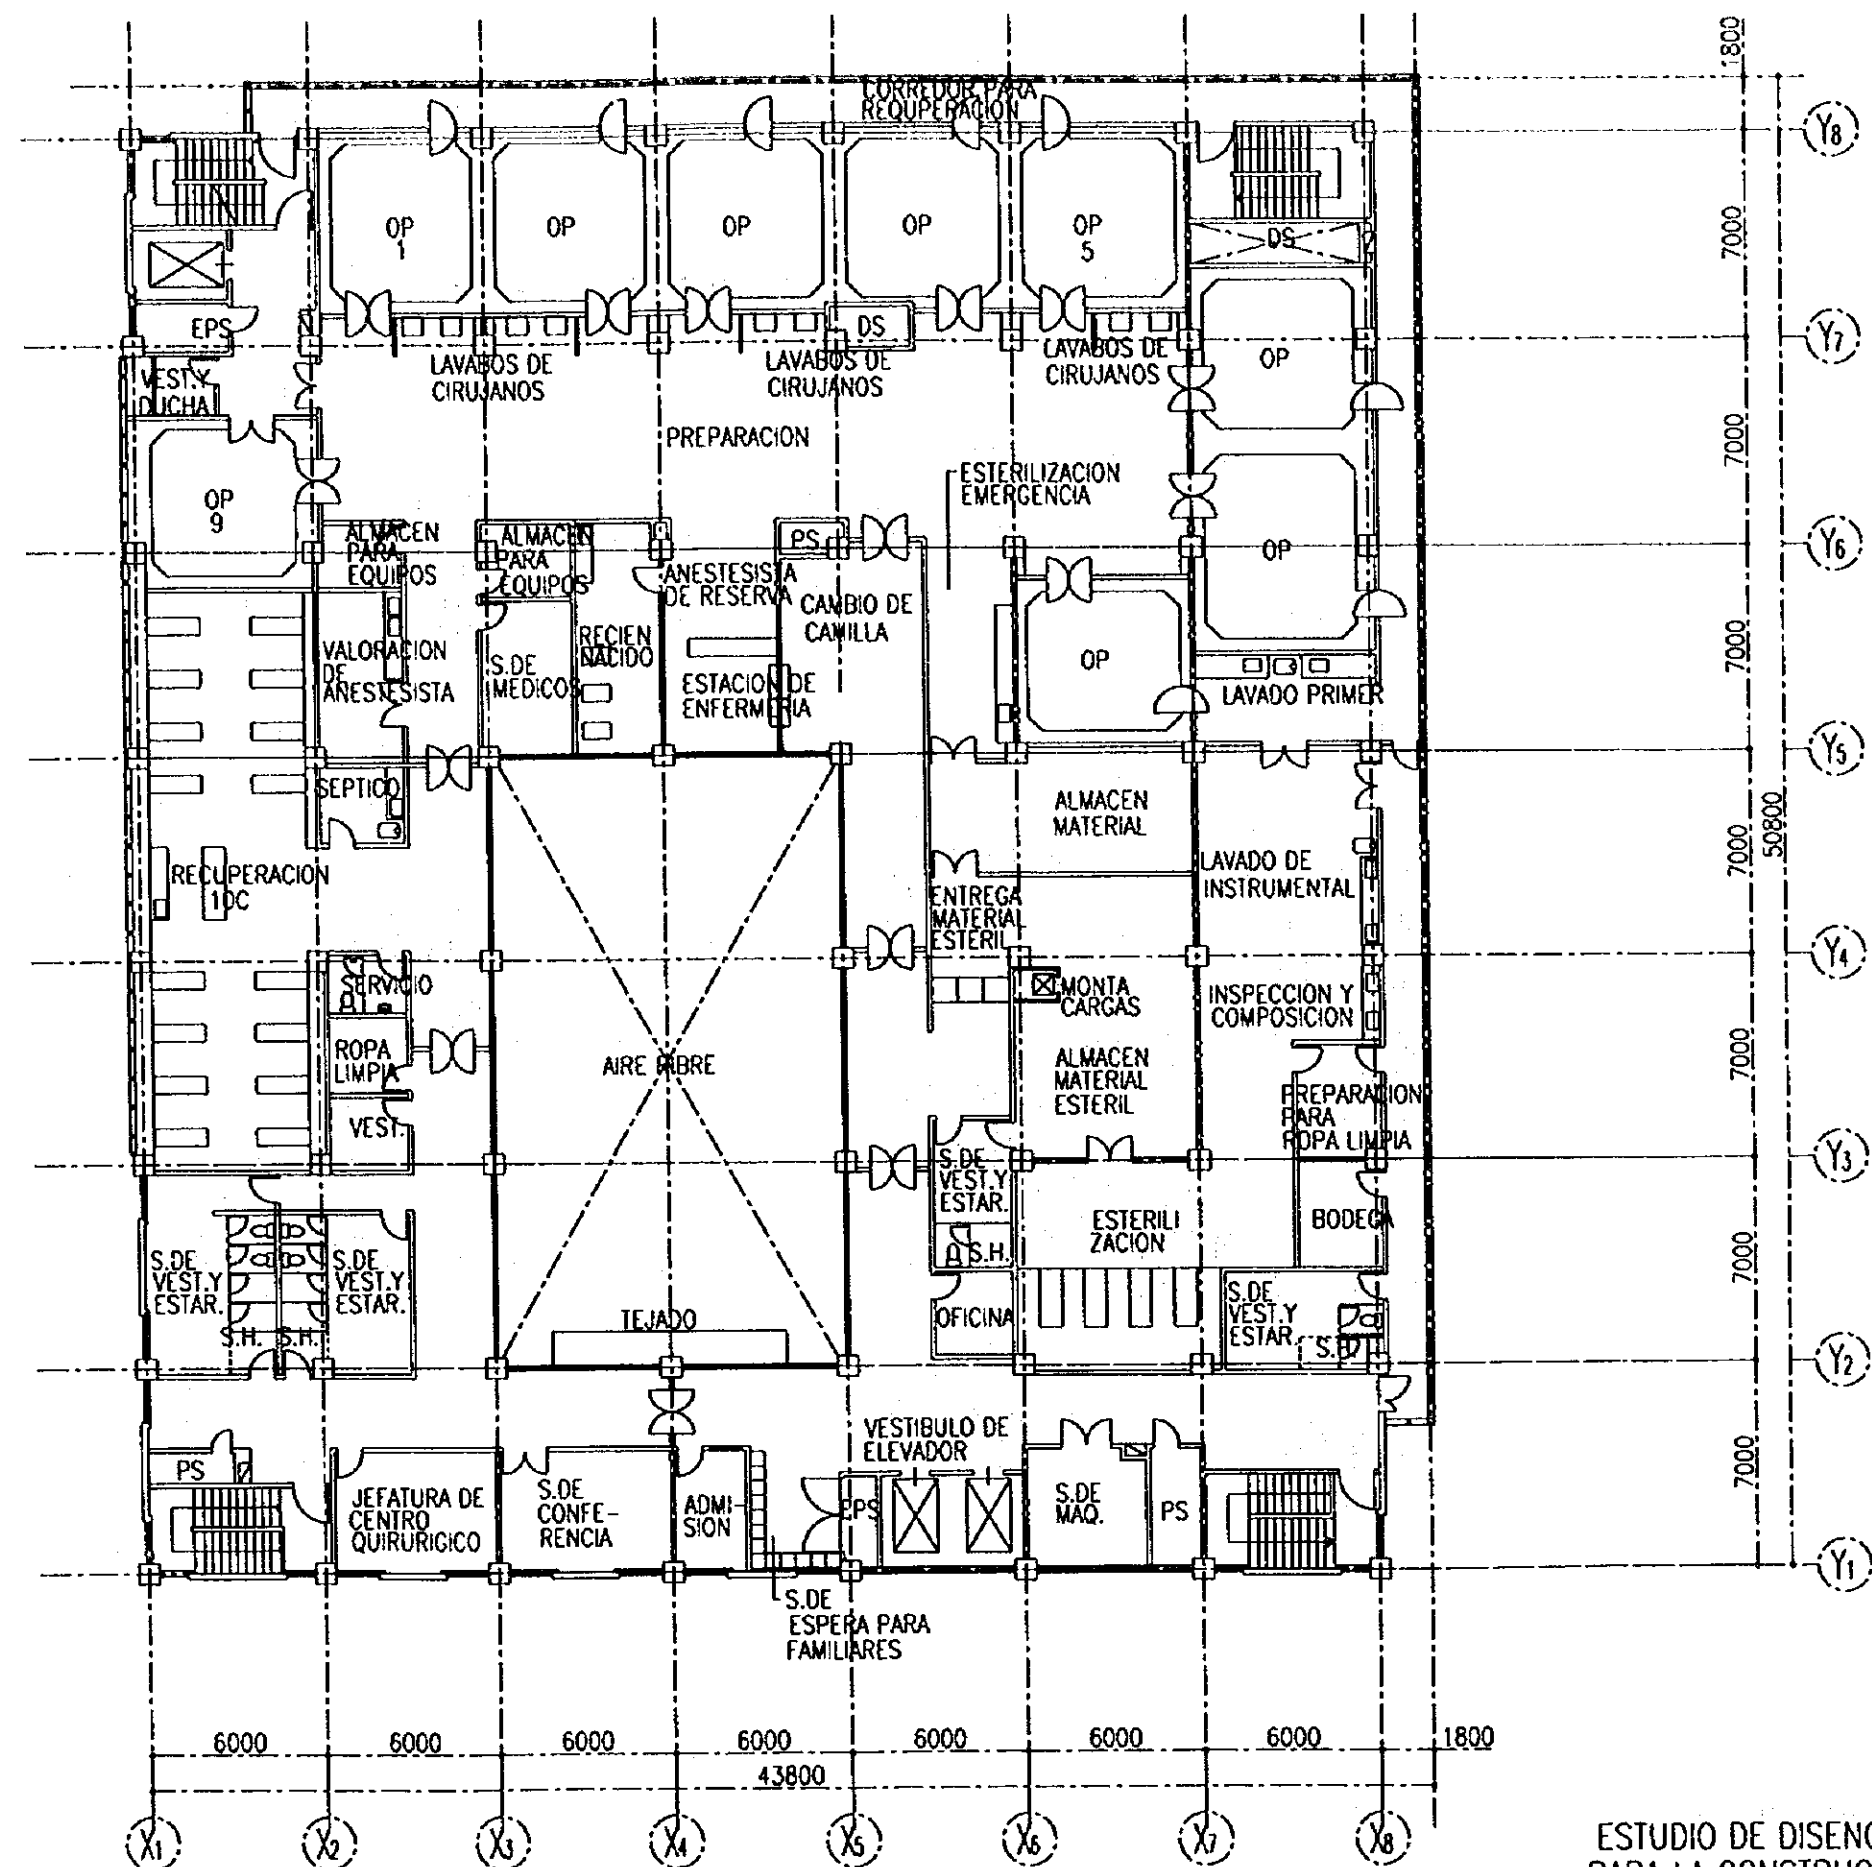 1800
CORREDOR PARA
REQUPERACION
Y8
OP
1
OP
OP
OP
OP
5
DS
7000
EPS
DS
Y7
LAVABOS DE
CIRUJANOS
LAVABOS DE
CIRUJANOS
LAVABOS DE
CIRUJANOS
OP
VEST.Y
DUCHA
PREPARACION
7000
ESTERILIZACION
EMERGENCIA
OP
9
ALMACEN
PARA
EQUIPOS
ALMACEN
PARA
EQUIPOS
PS
OP
Y6
ANESTESISTA
DE RESERVA
CAMBIO DE
CAMILLA
VALORACION
DE
ANESTESISTA
S.DE
MEDICOS
RECIEN
NACIDO
ESTACION DE
ENFERMERIA
OP
LAVADO PRIMER
7000
Y5
SEPTICO
ALMACEN
MATERIAL
50800
7000
RECUPERACION
10C
ENTREGA
MATERIAL
ESTERIL
LAVADO DE
INSTRUMENTAL
Y4
SERVICIO
MONTA
CARGAS
INSPECCION Y
COMPOSICION
ROPA
LIMPIA
AIRE RIBRE
ALMACEN
MATERIAL
ESTERIL
7000
PREPARACION
PARA
ROPA LIMPIA
VEST.
Y3
S.DE
VEST.Y
ESTAR.
ESTERILI
ZACION
BODEGA
S.H.
7000
S.DE
VEST.Y
ESTAR.
S.DE
VEST.Y
ESTAR.
S.H.
S.H.
TEJADO
OFICINA
S.DE
VEST.Y
ESTAR.
Y2
VESTIBULO DE
ELEVADOR
7000
PS
JEFATURA DE
CENTRO
QUIRURIGICO
S.DE
CONFE-
RENCIA
ADMI-
SION
EPS
S.DE
MAQ.
PS
Y1
S.DE
ESPERA PARA
FAMILIARES
6000
6000
6000
6000
6000
6000
6000
1800
43800
X1
X2
X3
X4
X5
X6
X7
X8
ESTUDIO DE DISENO